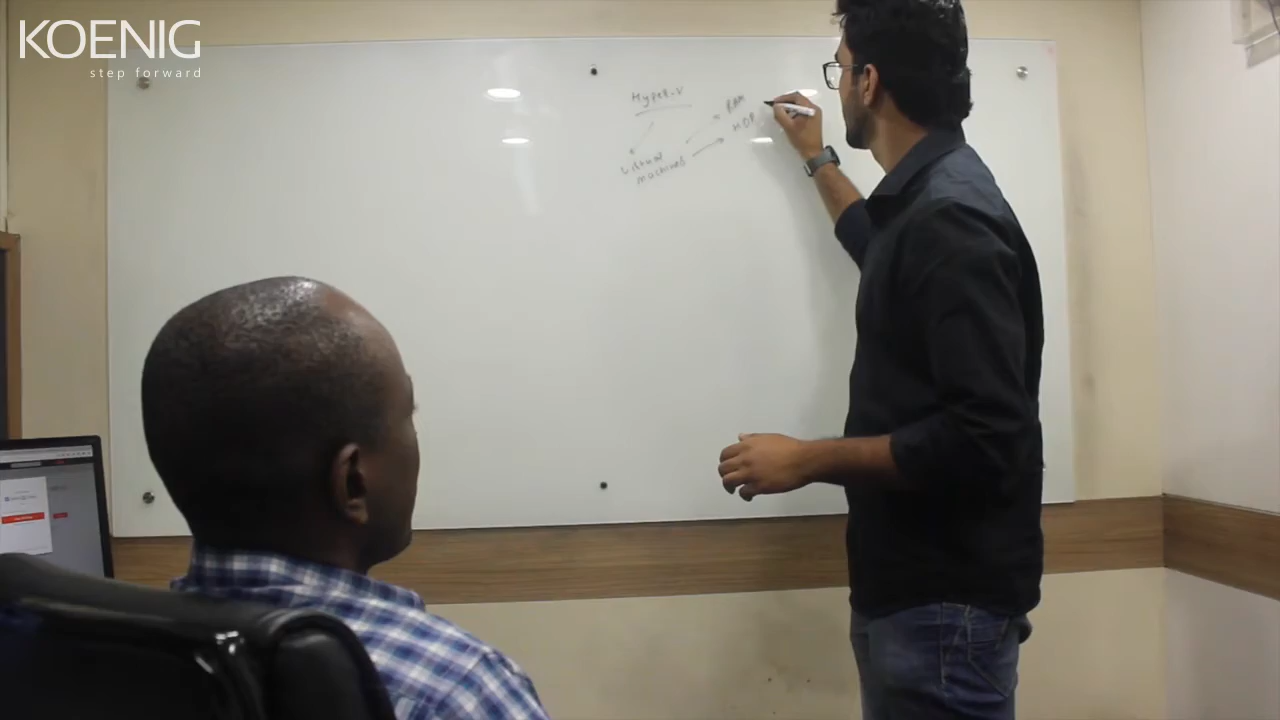 KOENIG
step forward
Hyper-V
RAM
HDD
Virtual
machines